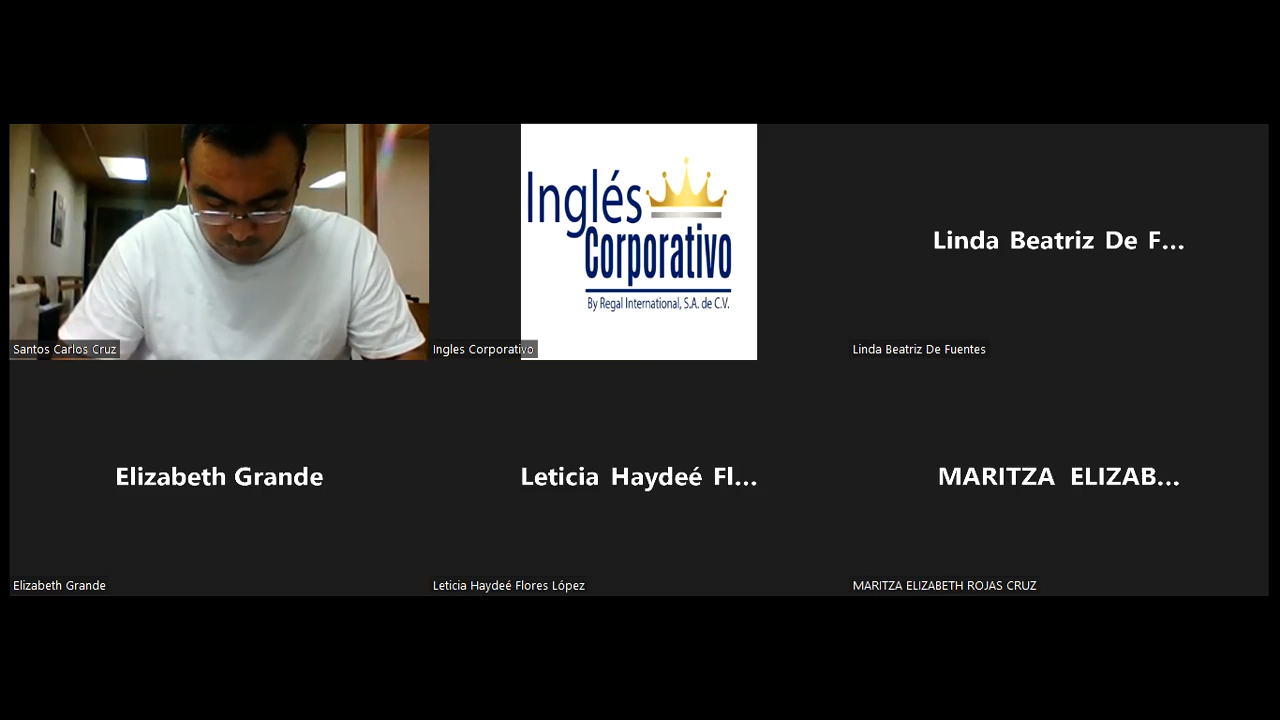 Inglés
Corporativo
By Regal International, S.A. de C.V.
Linda Beatriz De F...
Santos Carlos Cruz
Ingles Corporativo
Linda Beatriz De Fuentes
Elizabeth Grande
Leticia Haydeé Fl...
MARITZA ELIZAB...
Elizabeth Grande
Leticia Haydeé Flores López
MARITZA ELIZABETH ROJAS CRUZ